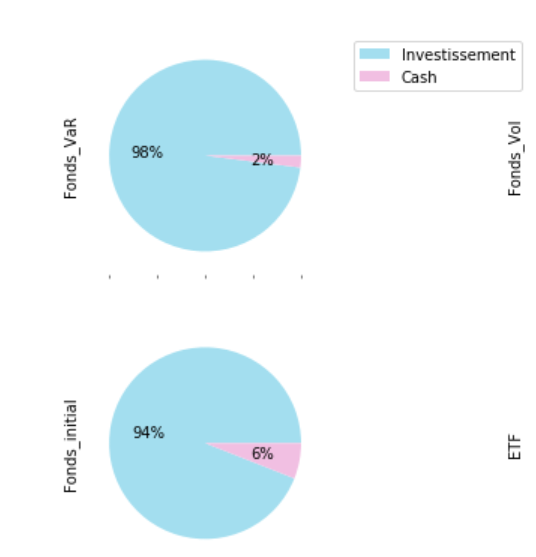 Investissement
Cash
Fonds_VaR
98%
2%
Fonds_Vol
Fonds_initial
94%
6%
ETF